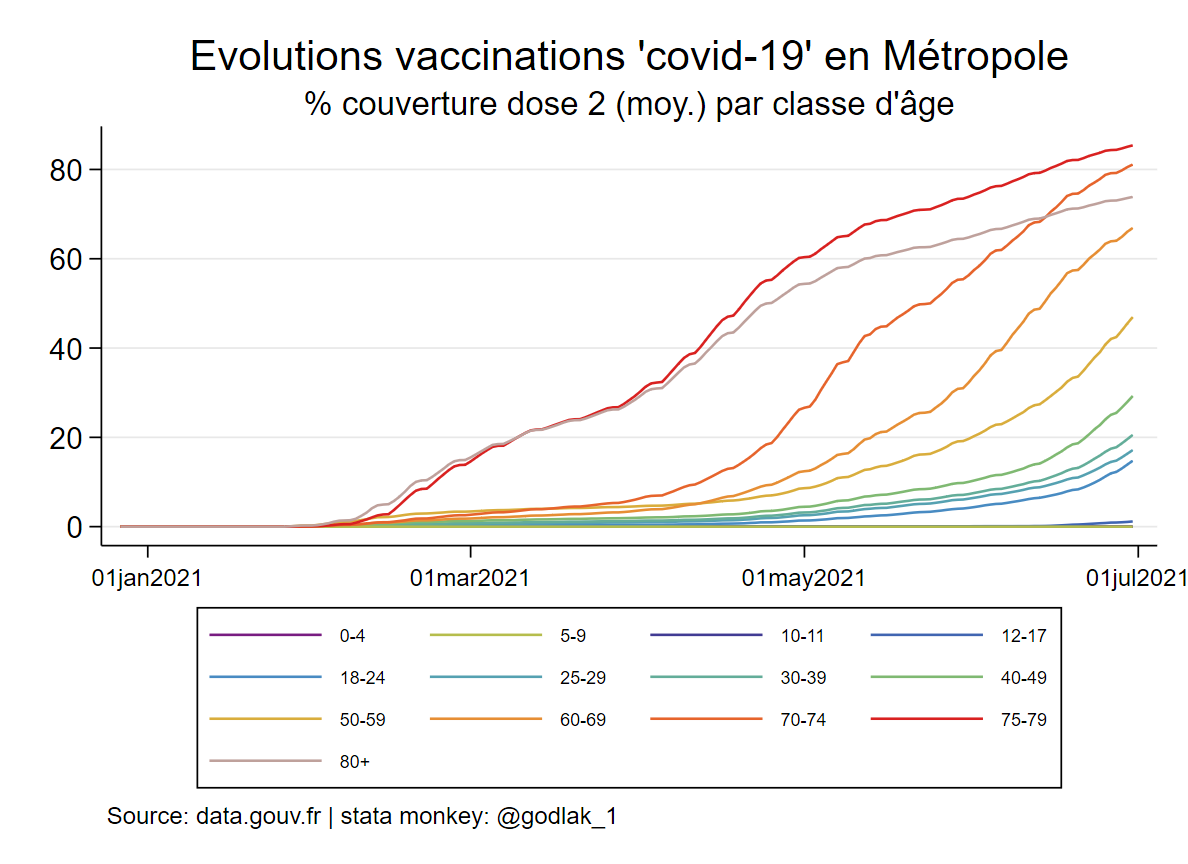 Evolutions vaccinations 'covid-19' en Métropole
% couverture dose 2 (moy.) par classe d'âge
80
60
40
20
0
01jan2021 01mar2021 01may2021 01jul2021
0-4 5-9 10-11 12-17
18-24 25-29 30-39 40-49
50-59 60-69 70-74 75-79
80+
Source: data.gouv.fr | stata monkey: @godlak_1